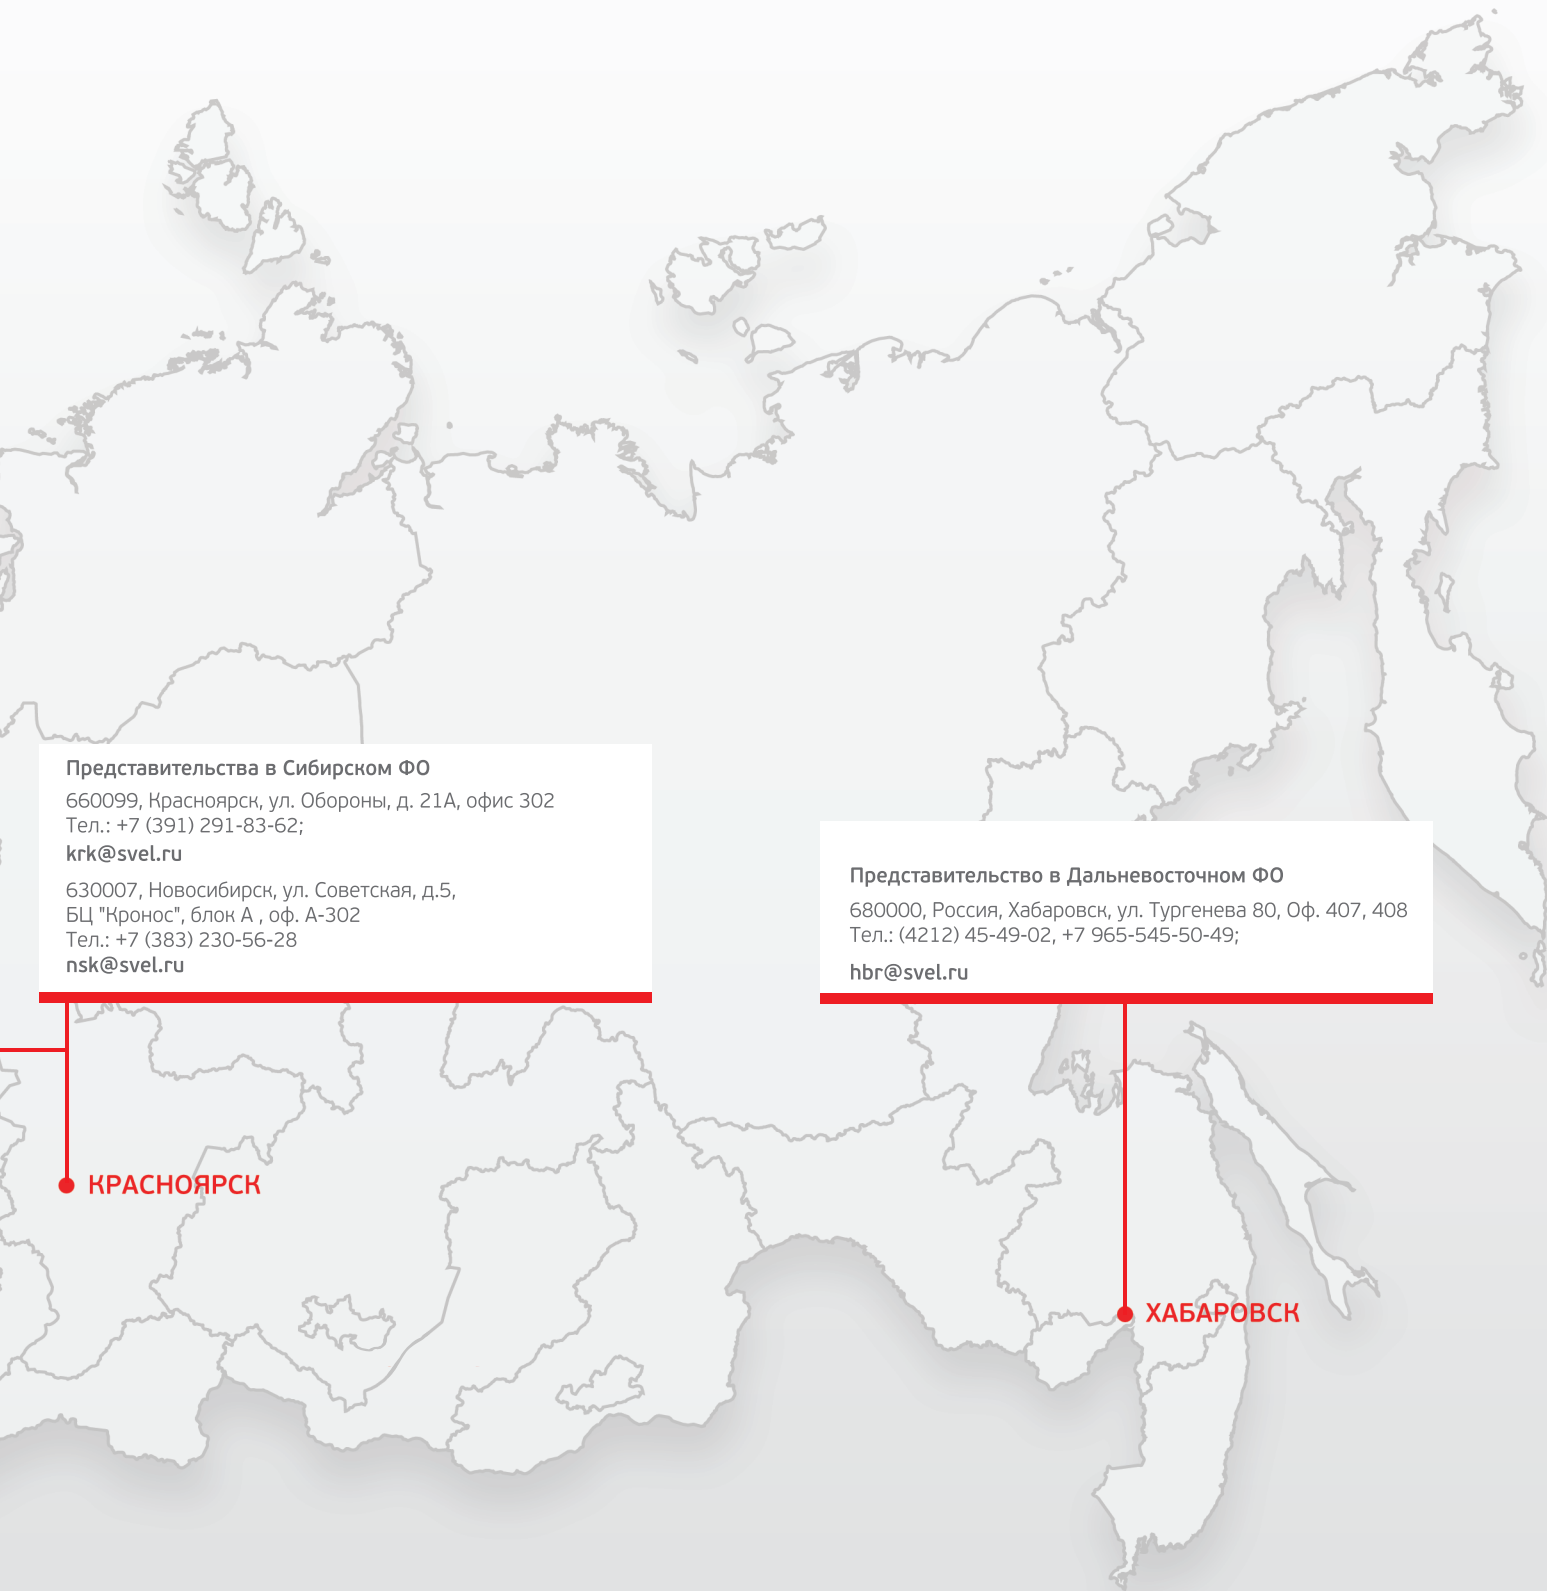 Представительства в Сибирском ФО
660099, Красноярск, ул. Обороны, д. 21А, офис 302
Тел.: +7 (391) 291-83-62;
krk@svel.ru
630007, Новосибирск, ул. Советская, д.5,
БЦ "Кронос", блок А , оф. А-302
Тел.: +7 (383) 230-56-28
nsk@svel.ru
Представительство в Дальневосточном ФО
680000, Россия, Хабаровск, ул. Тургенева 80, Оф. 407, 408
Тел.: (4212) 45-49-02, +7 965-545-50-49;
hbr@svel.ru
КРАСНОЯРСК
ХАБАРОВСК